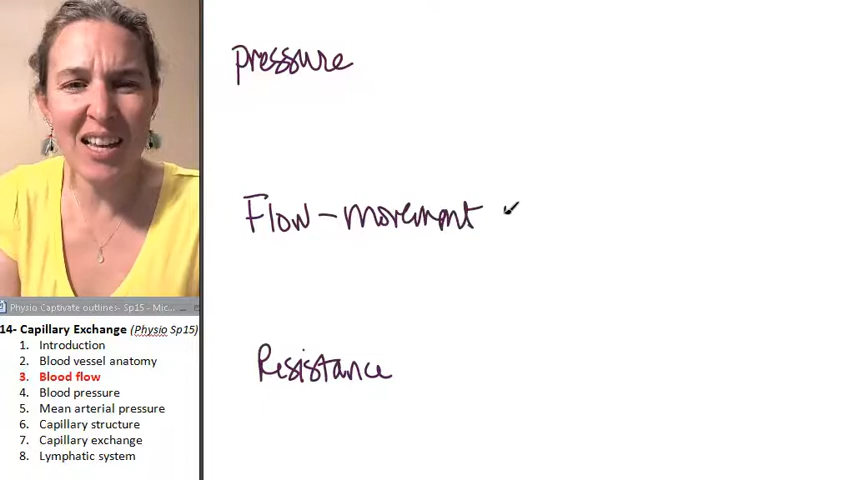 pressure
Flow - movement
Resistance
Physio Captivate outlines- Sp15 - Mic...
14- Capillary Exchange (Physio Sp15)
1. Introduction
2. Blood vessel anatomy
3. Blood flow
4. Blood pressure
5. Mean arterial pressure
6. Capillary structure
7. Capillary exchange
8. Lymphatic system